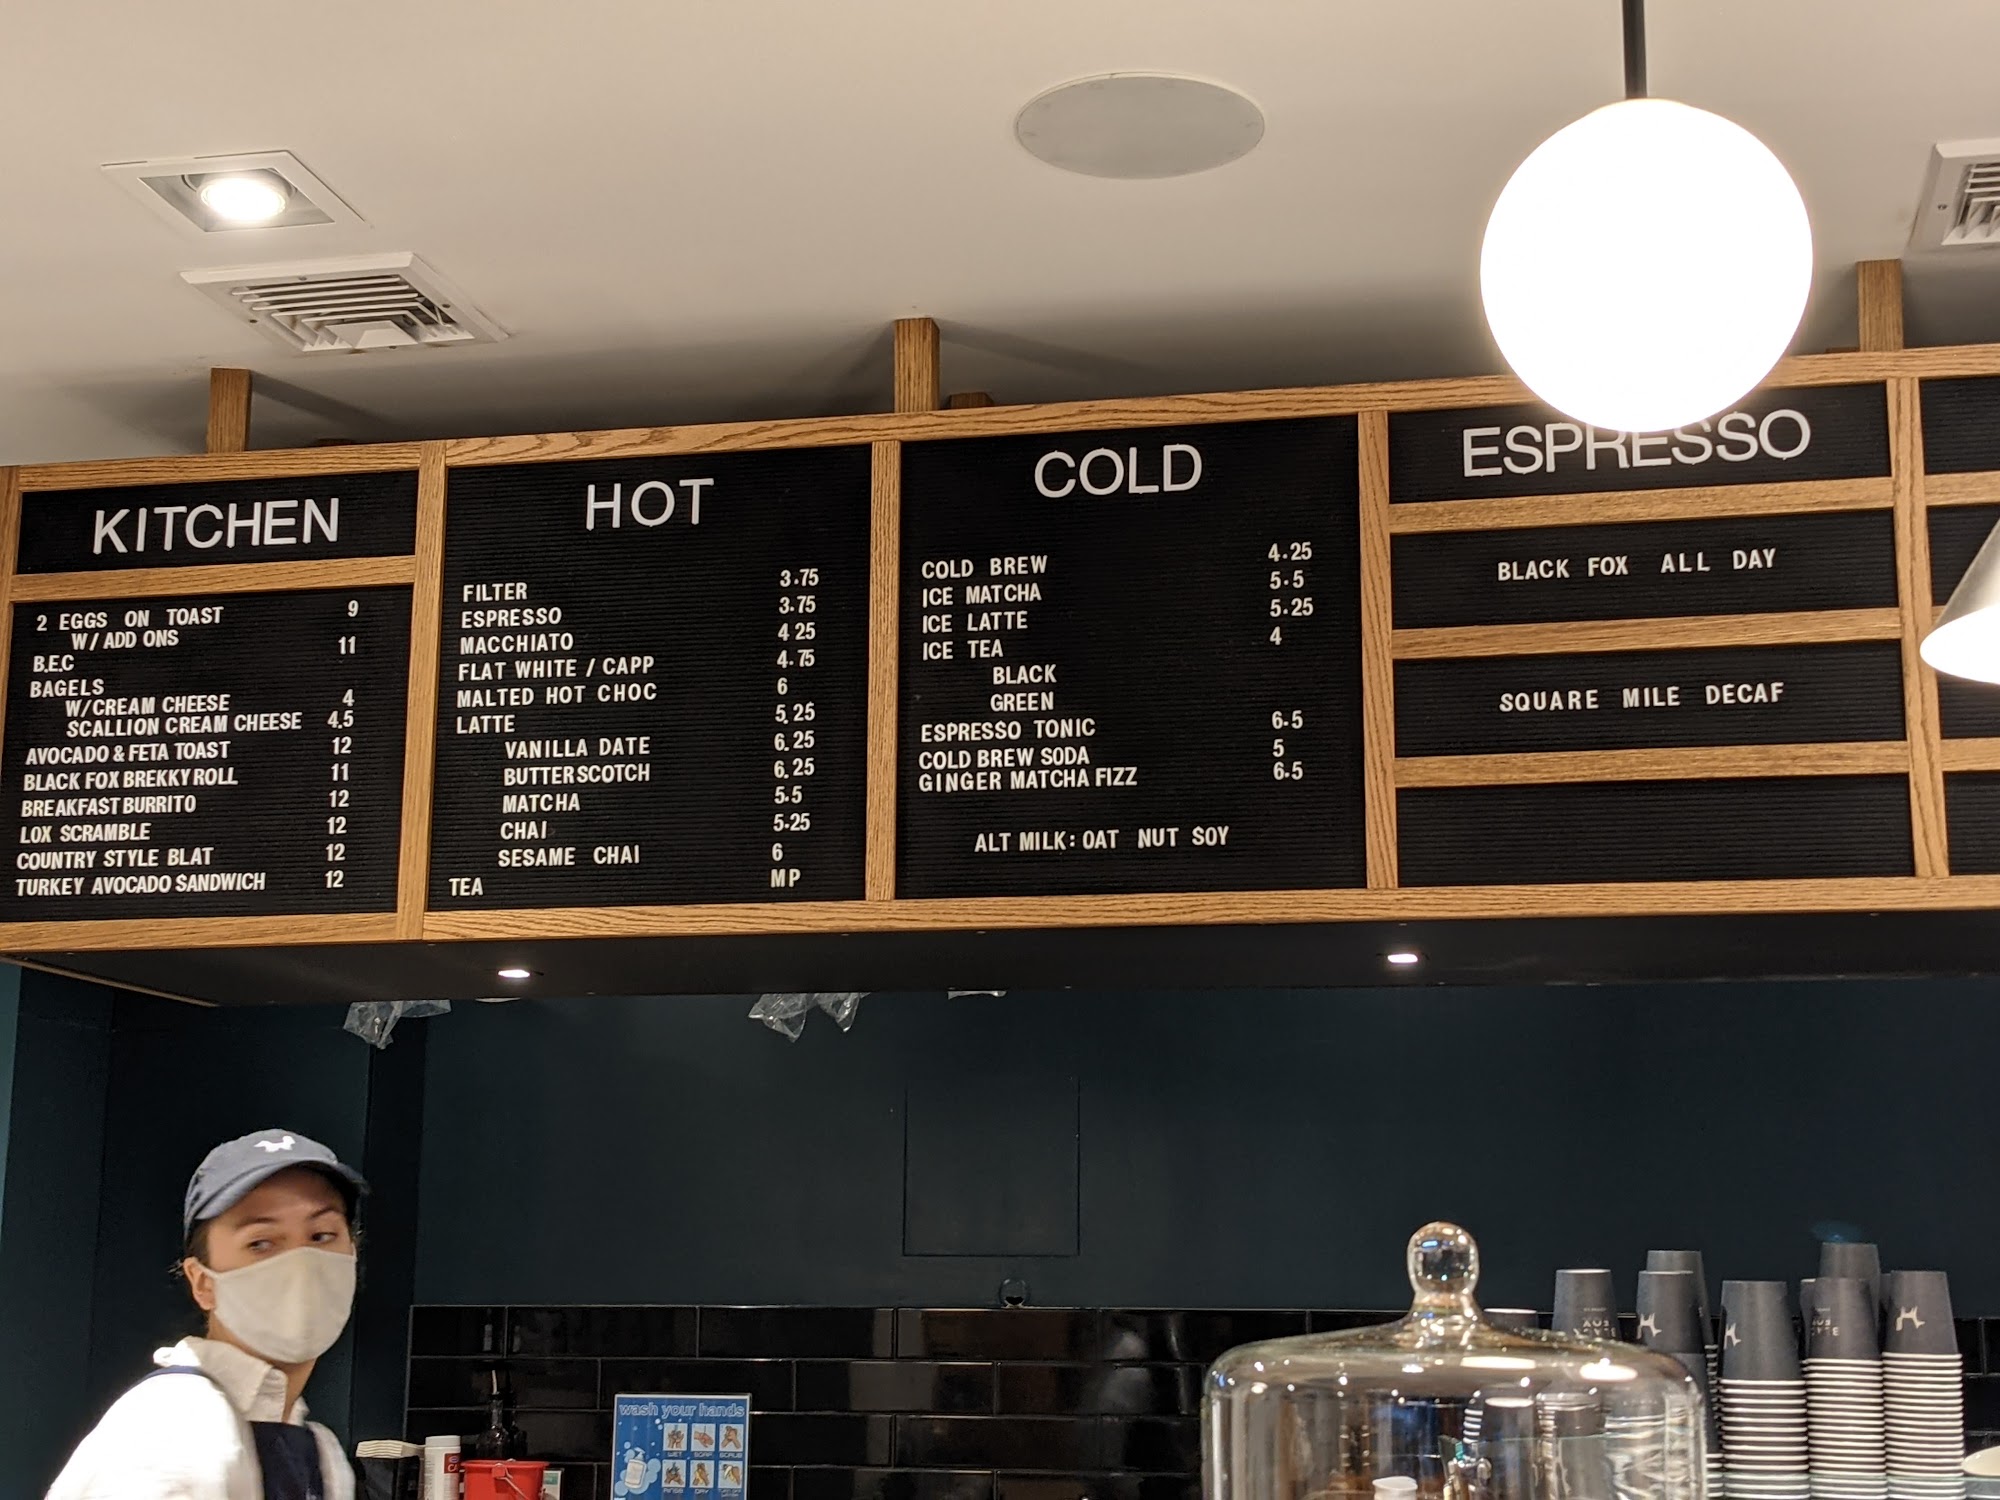 KITCHEN
2 EGGS ON TOAST 9
W/ ADD ONS
B.E.C 11
BAGELS
W/CREAM CHEESE 4
SCALLION CREAM CHEESE 4.5
AVOCADO & FETA TOAST 12
BLACK FOX BREKKY ROLL 11
BREAKFAST BURRITO 12
LOX SCRAMBLE 12
COUNTRY STYLE BLAT 12
TURKEY AVOCADO SANDWICH 12
HOT
FILTER 3.75
ESPRESSO 3.75
MACCHIATO 4 25
FLAT WHITE / CAPP 4.75
MALTED HOT CHOC 6
LATTE 5.25
VANILLA DATE 6.25
BUTTERSCOTCH 6.25
MATCHA 5.5
CHAI 5.25
SESAME CHAI 6
TEA MP
COLD
COLD BREW 4.25
ICE MATCHA 5.5
ICE LATTE 5.25
ICE TEA 4
BLACK
GREEN
ESPRESSO TONIC 6.5
COLD BREW SODA 5
GINGER MATCHA FIZZ 6.5
ALT MILK: OAT NUT SOY
ESPRESSO
BLACK FOX ALL DAY
SQUARE MILE DECAF
wash your hands
WET SOAP SCRUB
RINSE DRY